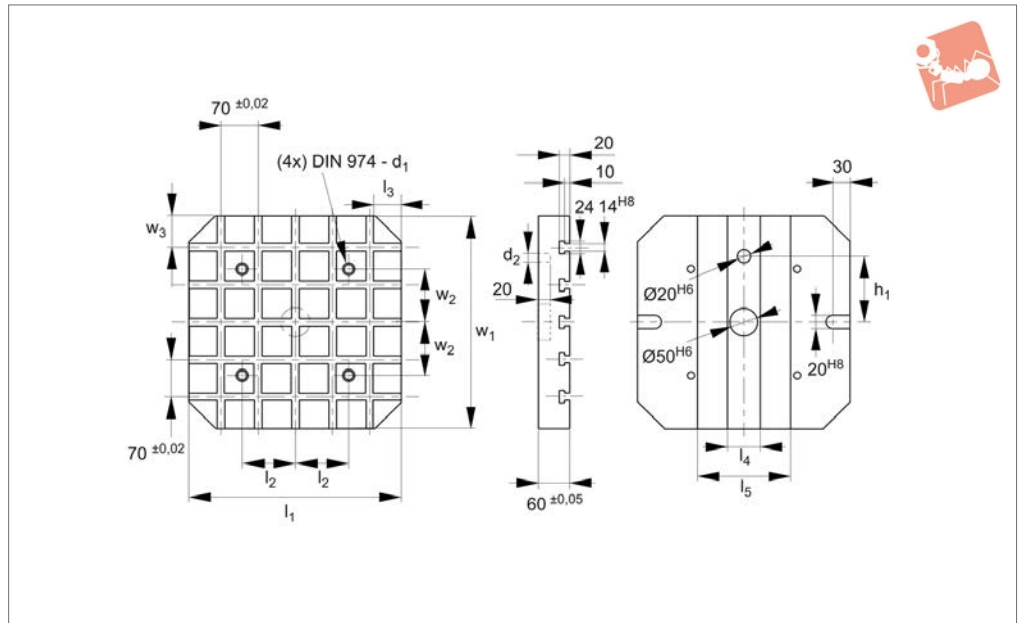 70 ±0,02
(4x) DIN 974 - d₁
l₃
w₃
w₂
w₂
w₁
70 ±0,02
l₂
l₂
l₁
20
10
24 14ᴴ⁸
d₂
20
60 ±0,05
30
Ø20ᴴ⁶
h₁
Ø50ᴴ⁶
20ᴴ⁸
l₄
l₅